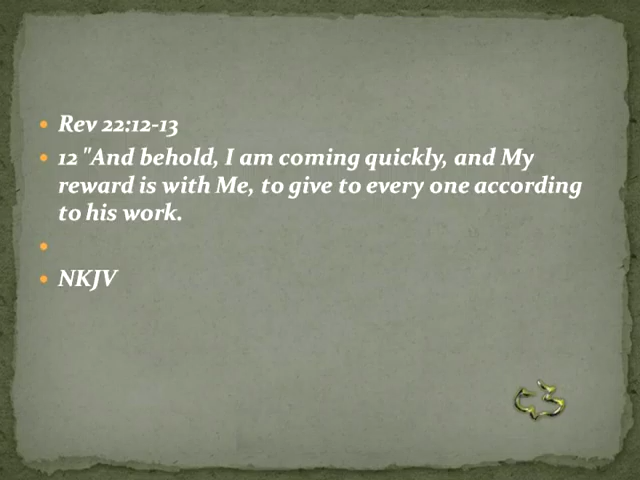 Rev 22:12-13
12 "And behold, I am coming quickly, and My
reward is with Me, to give to every one according
to his work.
NKJV